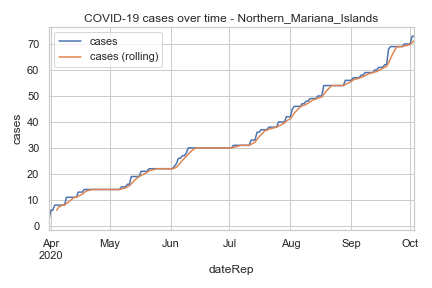 COVID-19 cases over time - Northern_Mariana_Islands
cases
cases (rolling)
70
60
50
40
30
20
10
0
cases
Apr May Jun Jul Aug Sep Oct
2020
dateRep